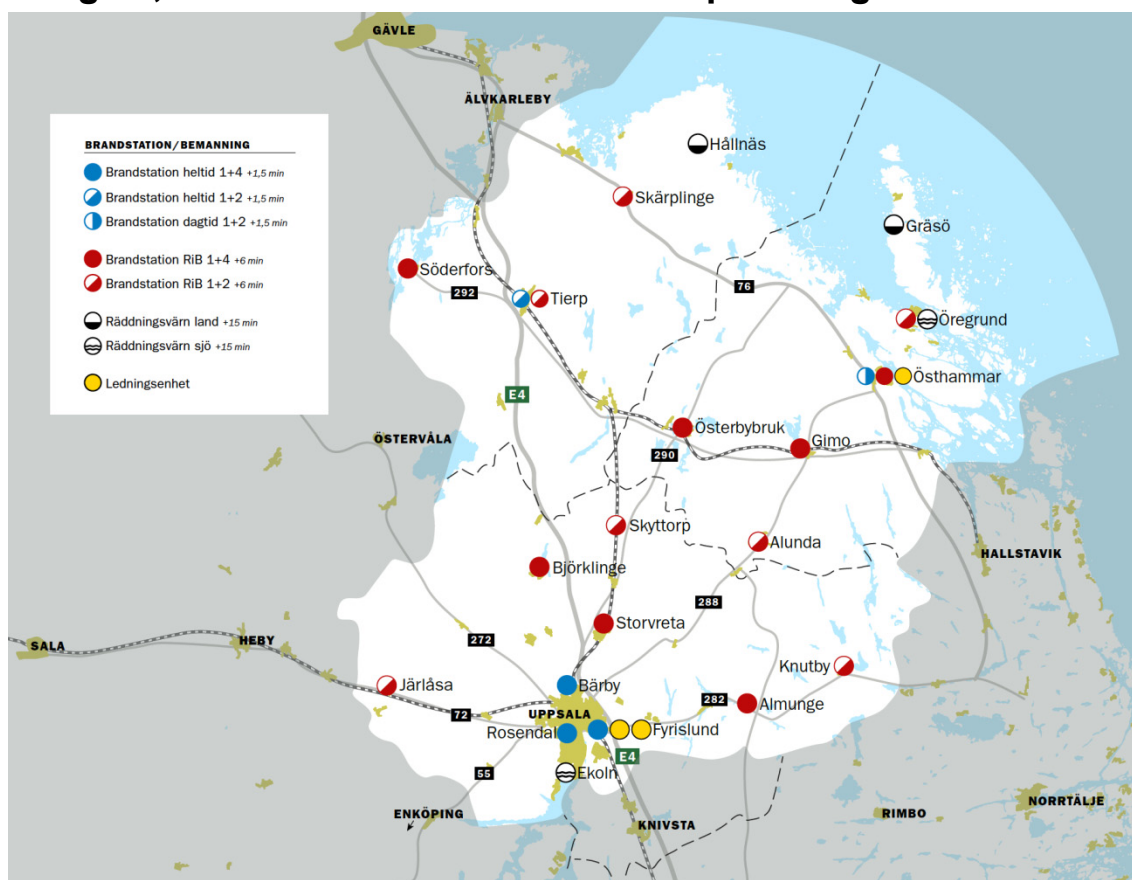 GÄVLE
ÄLVKARLEBY
BRANDSTATION/BEMANNING
Brandstation heltid 1+4 +1,5 min
Brandstation heltid 1+2 +1,5 min
Brandstation dagtid 1+2 +1,5 min
Brandstation RiB 1+4 +6 min
Brandstation RiB 1+2 +6 min
Räddningsvärn land +15 min
Räddningsvärn sjö +15 min
Ledningsenhet
Hållnäs
Skärplinge
Gräsö
Söderfors
292
Tierp
76
Öregrund
Östhammar
E4
ÖSTERVÅLA
Österbybruk
Gimo
290
Skyttorp
Alunda
HALLSTAVIK
Björklinge
288
Storvreta
272
SALA
HEBY
Knutby
Järlåsa
Bärby
282
Almunge
72
UPPSALA
Rosendal
Fyrislund
E4
55
Ekoln
ENKÖPING
KNIVSTA
RIMBO
NORRTÄLJE